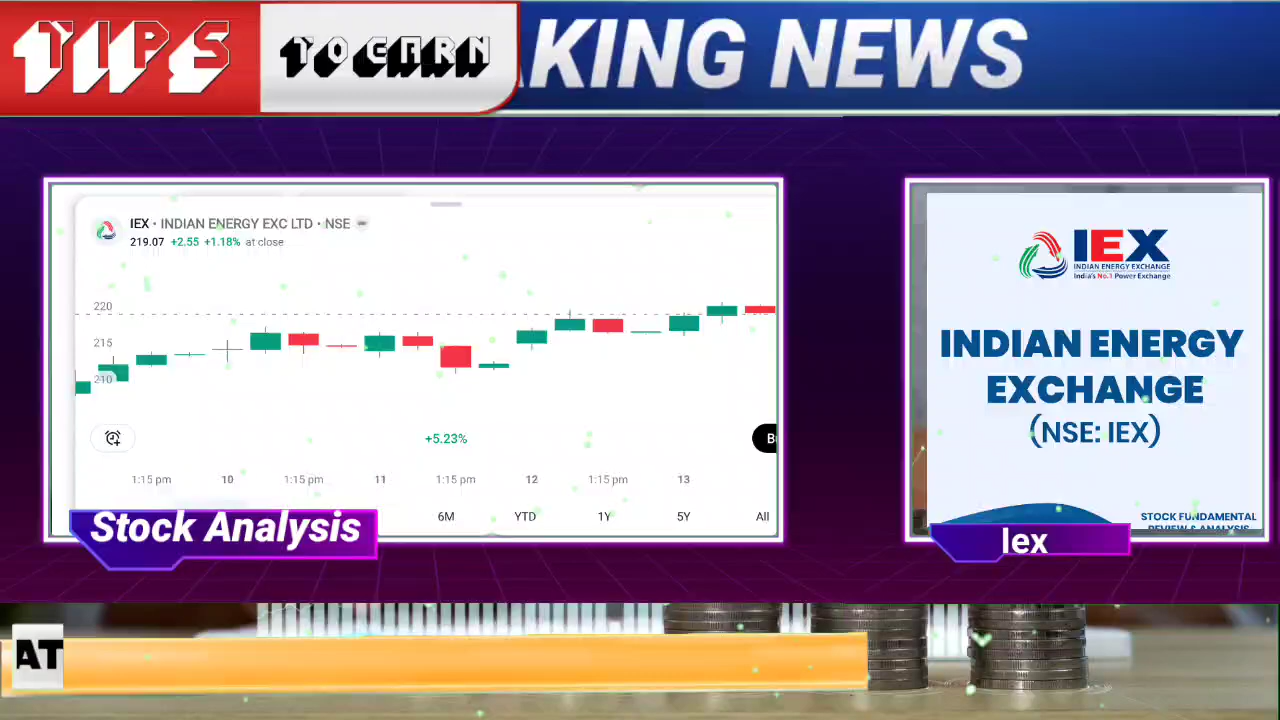 TIPS
TO EARN
KING NEWS
IEX • INDIAN ENERGY EXC LTD • NSE
219.07 +2.55 +1.18% at close
220
215
210
+5.23%
1:15 pm 10 1:15 pm 11 1:15 pm 12 1:15 pm 13
6M YTD 1Y 5Y All
Stock Analysis
IEX
INDIAN ENERGY EXCHANGE
India's No.1 Power Exchange
INDIAN ENERGY
EXCHANGE
(NSE: IEX)
STOCK FUNDAMENTAL
REVIEW & ANALYSIS
Iex
AT